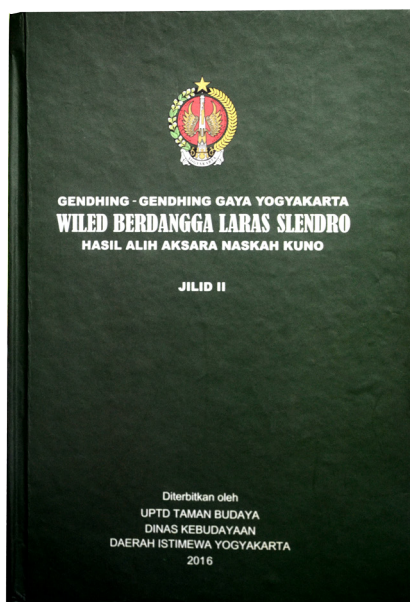 GENDHING - GENDHING GAYA YOGYAKARTA
WILED BERDANGGA LARAS SLENDRO
HASIL ALIH AKSARA NASKAH KUNO
JILID II
Diterbitkan oleh
UPTD TAMAN BUDAYA
DINAS KEBUDAYAAN
DAERAH ISTIMEWA YOGYAKARTA
2016